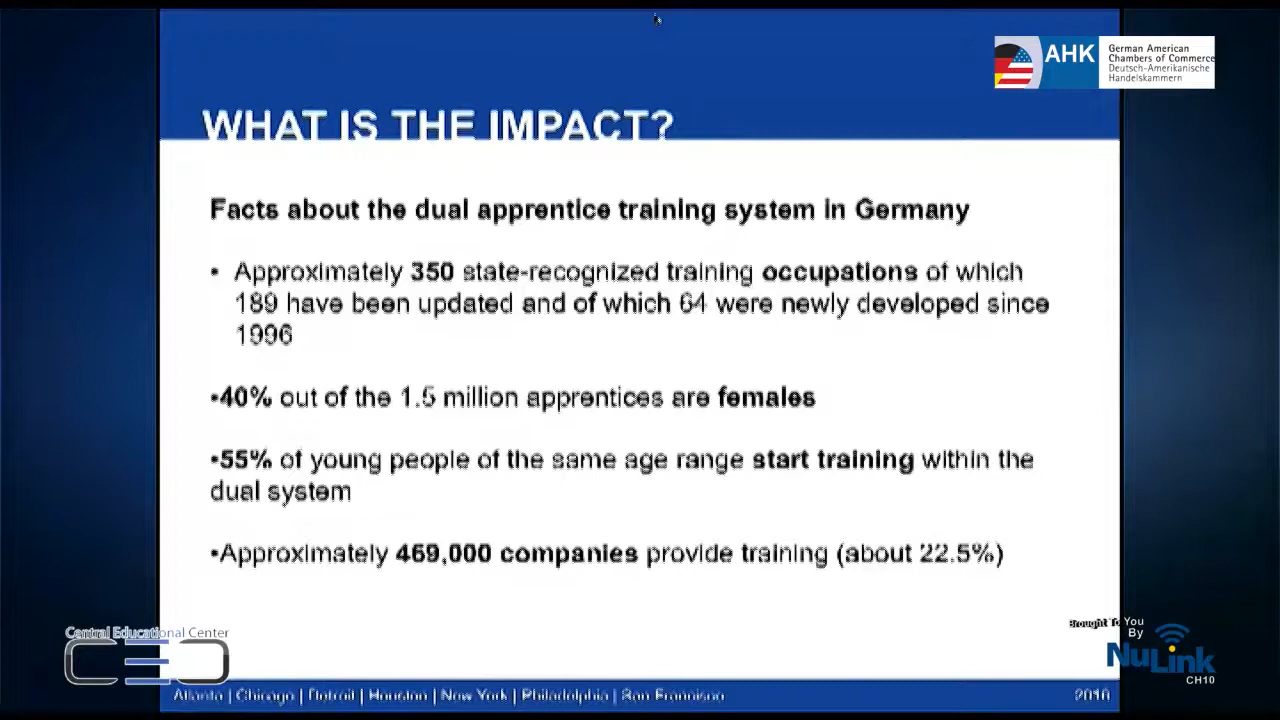 AHK
German American
Chambers of Commerce
Deutsch-Amerikanische
Handelskammern
WHAT IS THE IMPACT?
Facts about the dual apprentice training system in Germany
• Approximately 350 state-recognized training occupations of which
189 have been updated and of which 64 were newly developed since
1996
•40% out of the 1.5 million apprentices are females
•55% of young people of the same age range start training within the
dual system
•Approximately 469,000 companies provide training (about 22.5%)
Central Educational Center
CEC
Brought To You
By
NuLink
CH10
Atlanta | Chicago | Detroit | Houston | New York | Philadelphia | San Francisco
2016